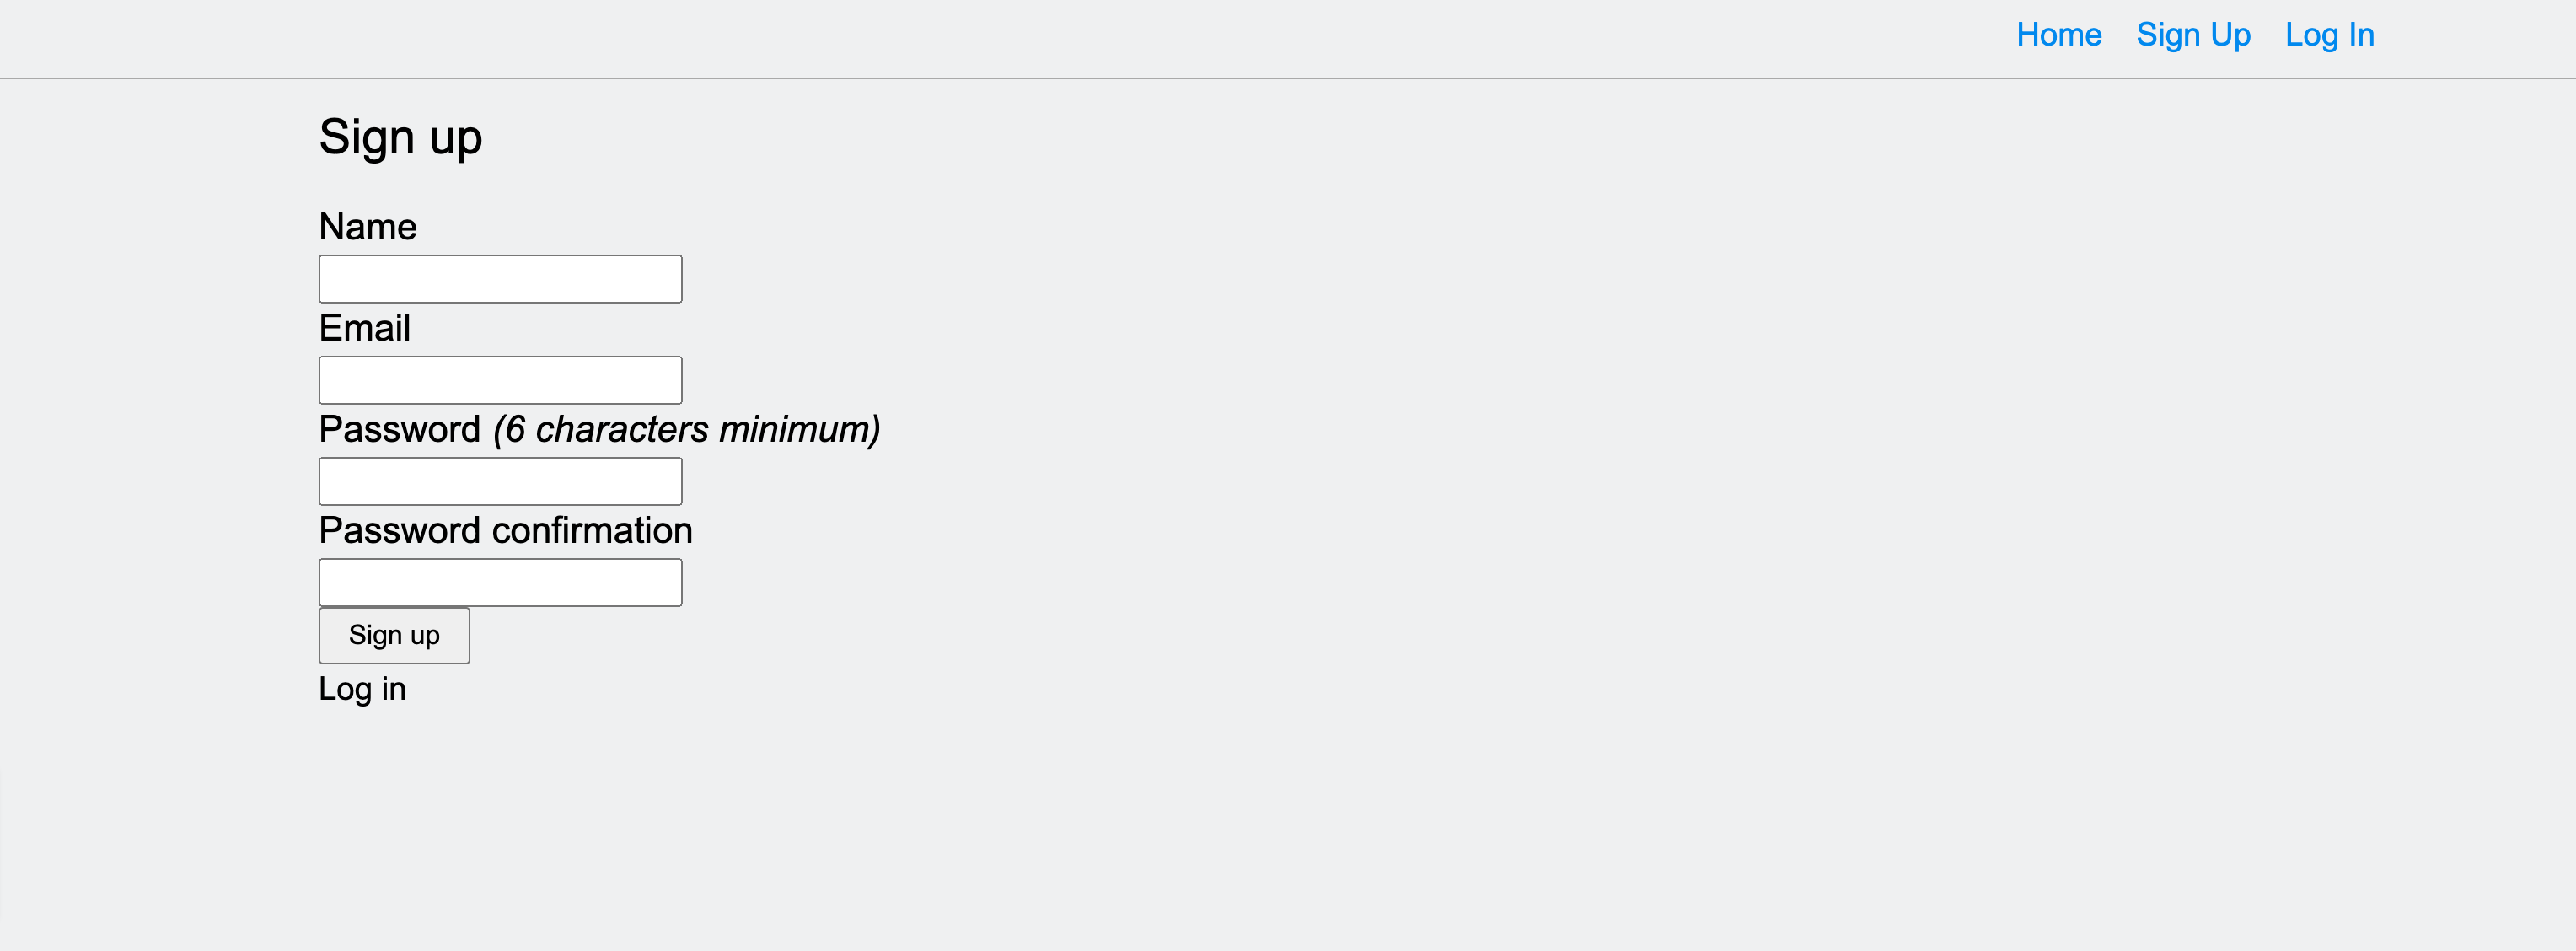 Home Sign Up Log In
Sign up
Name
Email
Password (6 characters minimum)
Password confirmation
Sign up
Log in